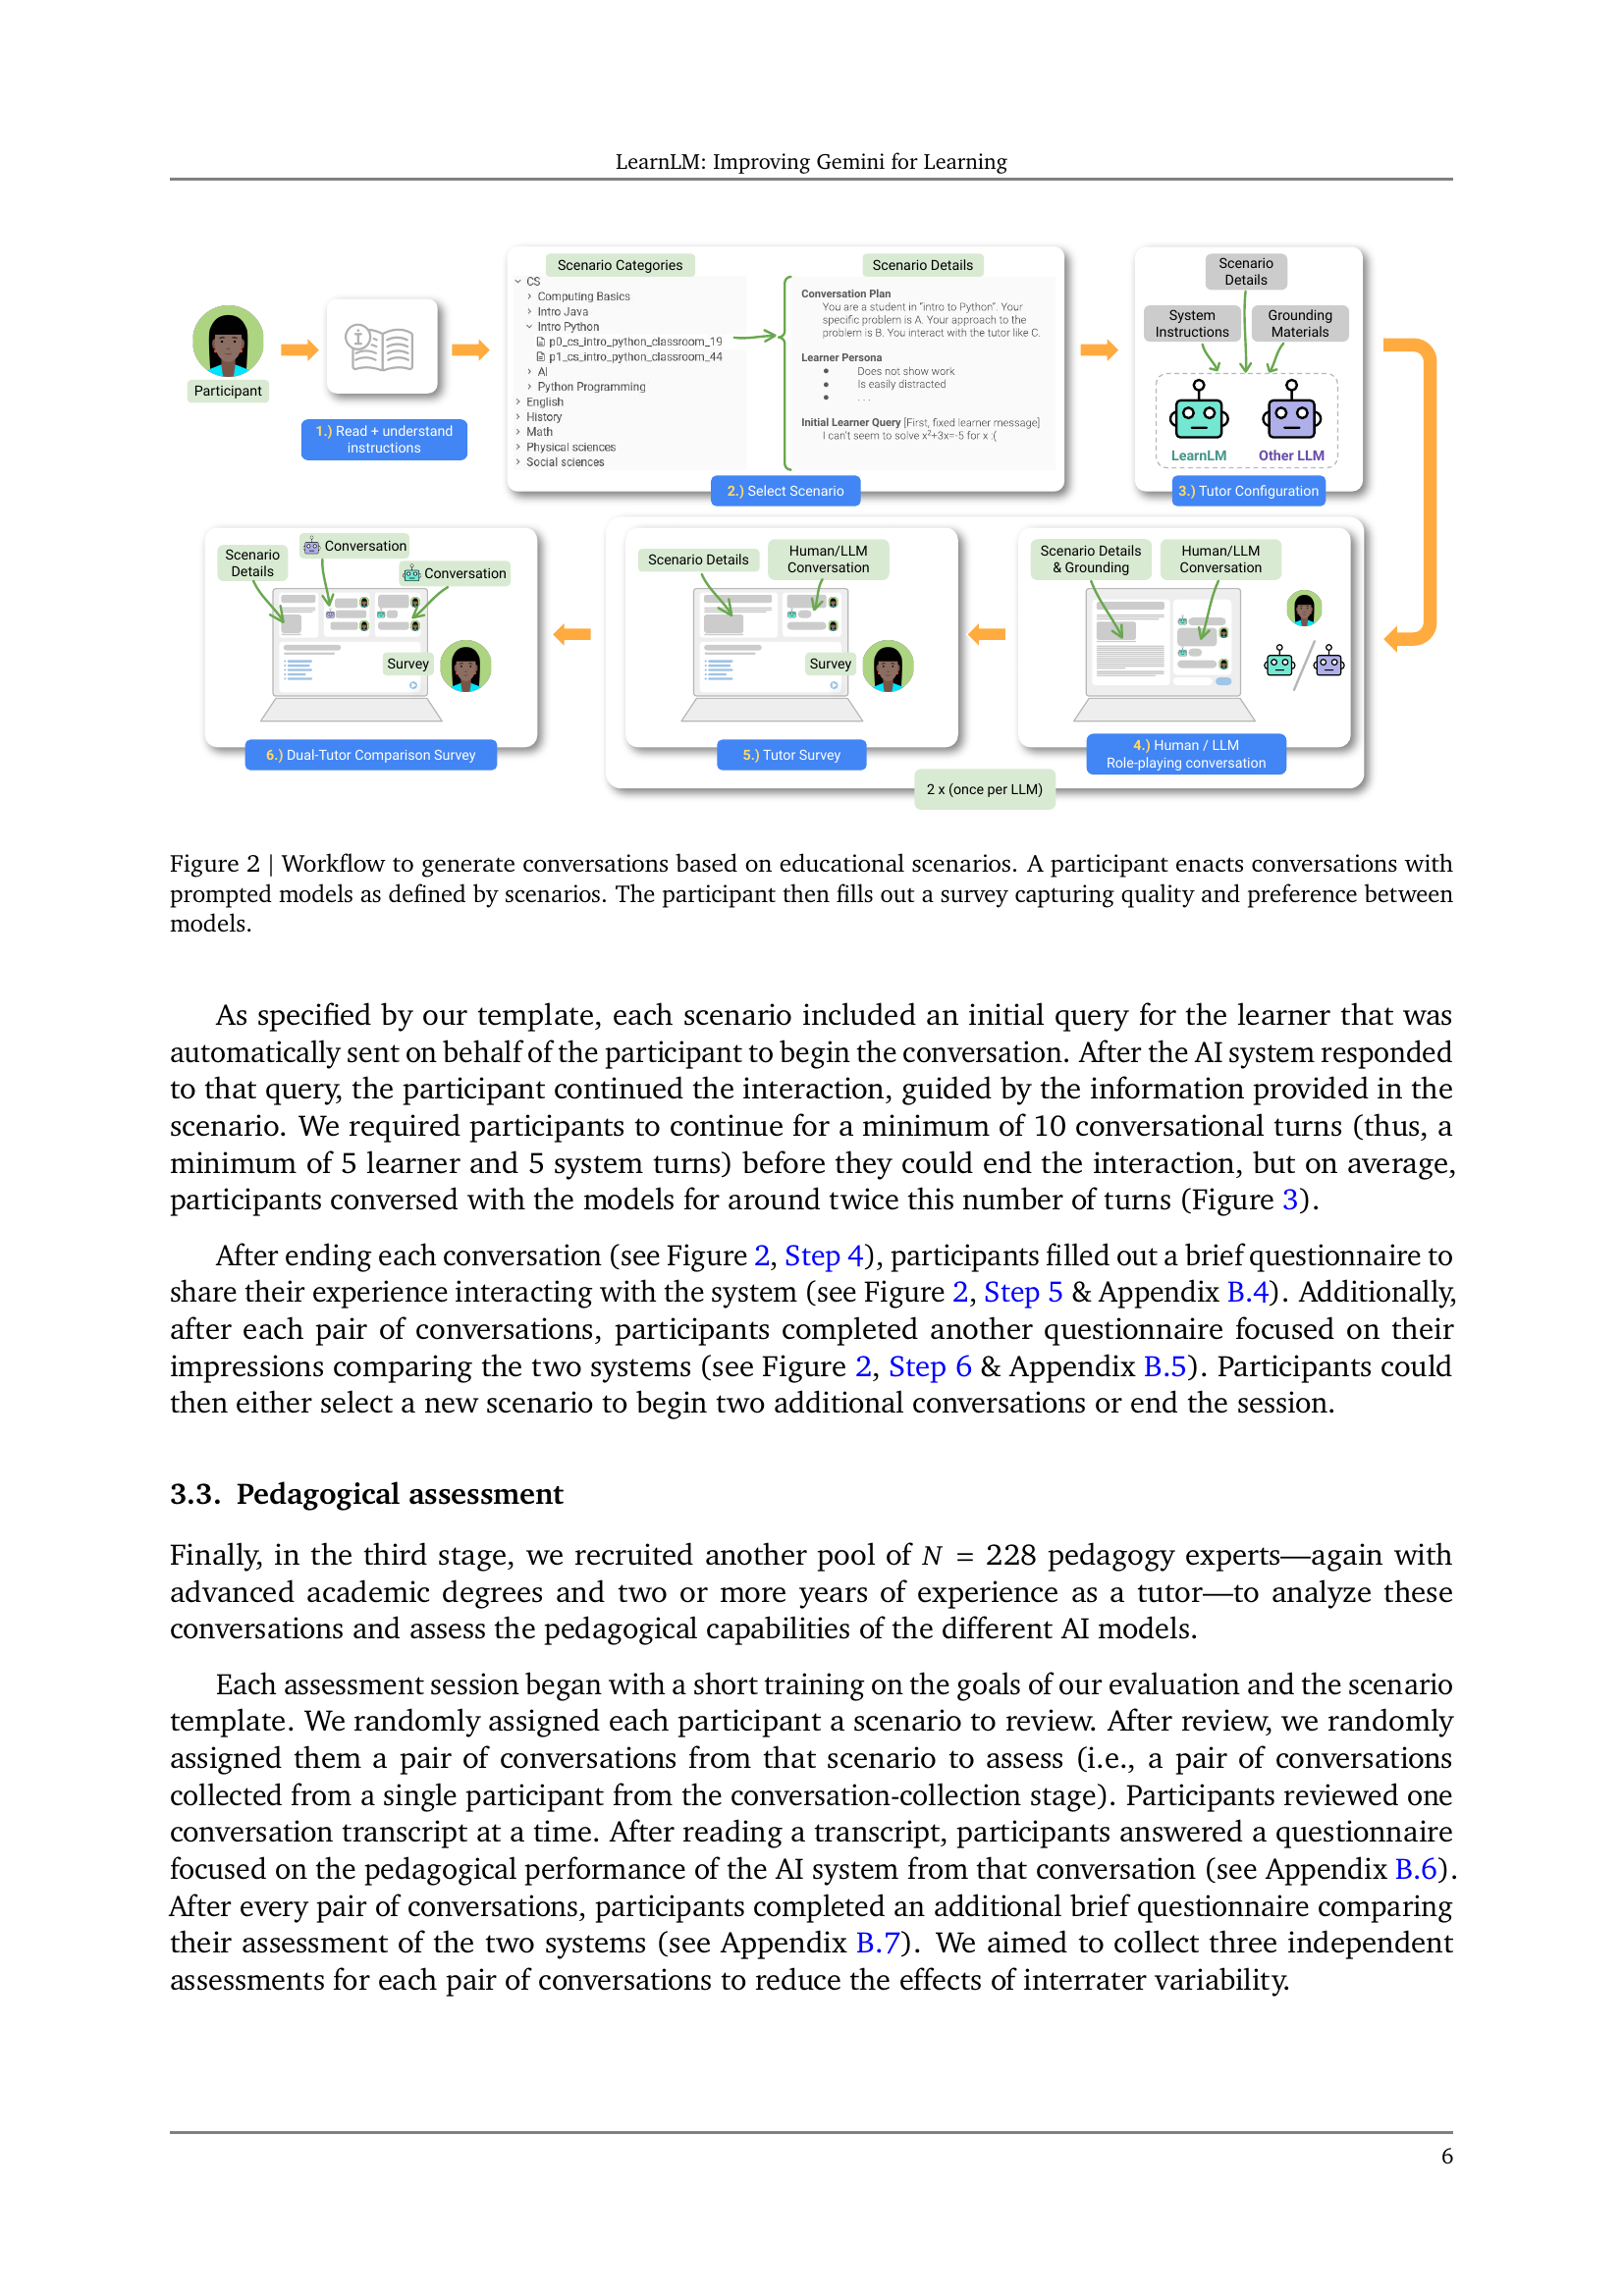 LearnLM: Improving Gemini for Learning
Participant
1.) Read + understand
instructions
Scenario Categories
CS
Computing Basics
Intro Java
Intro Python
p0_cs_intro_python_classroom_19
p1_cs_intro_python_classroom_44
AI
Python Programming
English
History
Math
Physical sciences
Social sciences
Scenario Details
Conversation Plan
You are a student in "intro to Python". Your
specific problem is A. Your approach to the
problem is B. You interact with the tutor like C.
Learner Persona
● Does not show work
● Is easily distracted
● . . .
Initial Learner Query [First, fixed learner message]
I can't seem to solve x²+3x=-5 for x :(
2.) Select Scenario
Scenario
Details
System
Instructions
Grounding
Materials
LearnLM
Other LLM
3.) Tutor Configuration
Scenario Details
& Grounding
Human/LLM
Conversation
4.) Human / LLM
Role-playing conversation
Scenario Details
Human/LLM
Conversation
Survey
5.) Tutor Survey
2 x (once per LLM)
Scenario
Details
Conversation
Conversation
Survey
6.) Dual-Tutor Comparison Survey
Figure 2 | Workflow to generate conversations based on educational scenarios. A participant enacts conversations with
prompted models as defined by scenarios. The participant then fills out a survey capturing quality and preference between
models.
As specified by our template, each scenario included an initial query for the learner that was
automatically sent on behalf of the participant to begin the conversation. After the AI system responded
to that query, the participant continued the interaction, guided by the information provided in the
scenario. We required participants to continue for a minimum of 10 conversational turns (thus, a
minimum of 5 learner and 5 system turns) before they could end the interaction, but on average,
participants conversed with the models for around twice this number of turns (Figure 3).
After ending each conversation (see Figure 2, Step 4), participants filled out a brief questionnaire to
share their experience interacting with the system (see Figure 2, Step 5 & Appendix B.4). Additionally,
after each pair of conversations, participants completed another questionnaire focused on their
impressions comparing the two systems (see Figure 2, Step 6 & Appendix B.5). Participants could
then either select a new scenario to begin two additional conversations or end the session.
3.3. Pedagogical assessment
Finally, in the third stage, we recruited another pool of N = 228 pedagogy experts—again with
advanced academic degrees and two or more years of experience as a tutor—to analyze these
conversations and assess the pedagogical capabilities of the different AI models.
Each assessment session began with a short training on the goals of our evaluation and the scenario
template. We randomly assigned each participant a scenario to review. After review, we randomly
assigned them a pair of conversations from that scenario to assess (i.e., a pair of conversations
collected from a single participant from the conversation-collection stage). Participants reviewed one
conversation transcript at a time. After reading a transcript, participants answered a questionnaire
focused on the pedagogical performance of the AI system from that conversation (see Appendix B.6).
After every pair of conversations, participants completed an additional brief questionnaire comparing
their assessment of the two systems (see Appendix B.7). We aimed to collect three independent
assessments for each pair of conversations to reduce the effects of interrater variability.
6